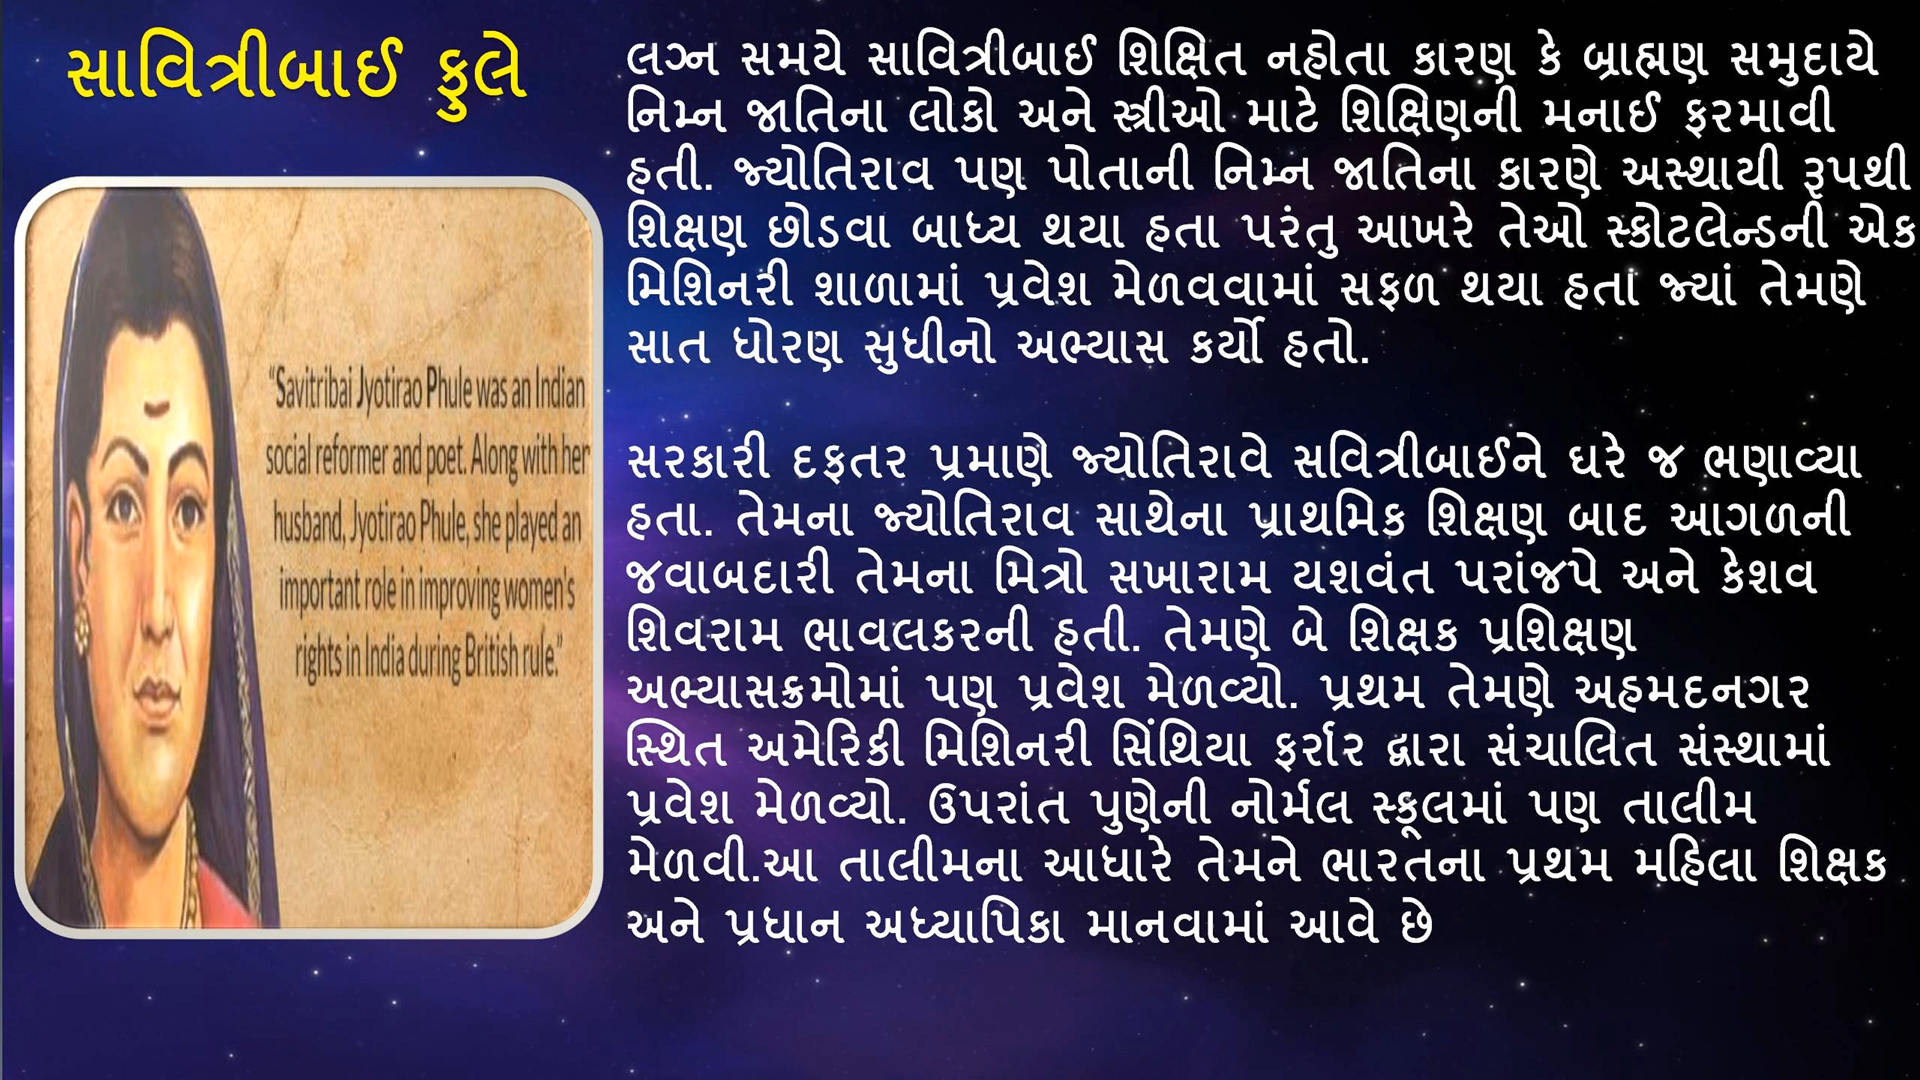 સાવિત્રીબાઈ ફુલે
"Savitribai Jyotirao Phule was an Indian
social reformer and poet. Along with her
husband, Jyotirao Phule, she played an
important role in improving women's
rights in India during British rule."
લગ્ન સમયે સાવિત્રીબાઈ શિક્ષિત નહોતા કારણ કે બ્રાહ્મણ સમુદાયે
નિમ્ન જાતિના લોકો અને સ્ત્રીઓ માટે શિક્ષિણની મનાઈ ફરમાવી
હતી. જ્યોતિરાવ પણ પોતાની નિમ્ન જાતિના કારણે અસ્થાયી રૂપથી
શિક્ષણ છોડવા બાધ્ય થયા હતા પરંતુ આખરે તેઓ સ્કોટલેન્ડની એક
મિશિનરી શાળામાં પ્રવેશ મેળવવામાં સફળ થયા હતા જ્યાં તેમણે
સાત ધોરણ સુધીનો અભ્યાસ કર્યો હતો.
સરકારી દફતર પ્રમાણે જ્યોતિરાવે સવિત્રીબાઈને ઘરે જ ભણાવ્યા
હતા. તેમના જ્યોતિરાવ સાથેના પ્રાથમિક શિક્ષણ બાદ આગળની
જવાબદારી તેમના મિત્રો સખારામ યશવંત પરાંજપે અને કેશવ
શિવરામ ભાવલકરની હતી. તેમણે બે શિક્ષક પ્રશિક્ષણ
અભ્યાસક્રમોમાં પણ પ્રવેશ મેળવ્યો. પ્રથમ તેમણે અહમદનગર
સ્થિત અમેરિકી મિશિનરી સિંથિયા ફર્રાર દ્વારા સંચાલિત સંસ્થામાં
પ્રવેશ મેળવ્યો. ઉપરાંત પુણેની નોર્મલ સ્કૂલમાં પણ તાલીમ
મેળવી.આ તાલીમના આધારે તેમને ભારતના પ્રથમ મહિલા શિક્ષક
અને પ્રધાન અધ્યાપિકા માનવામાં આવે છે